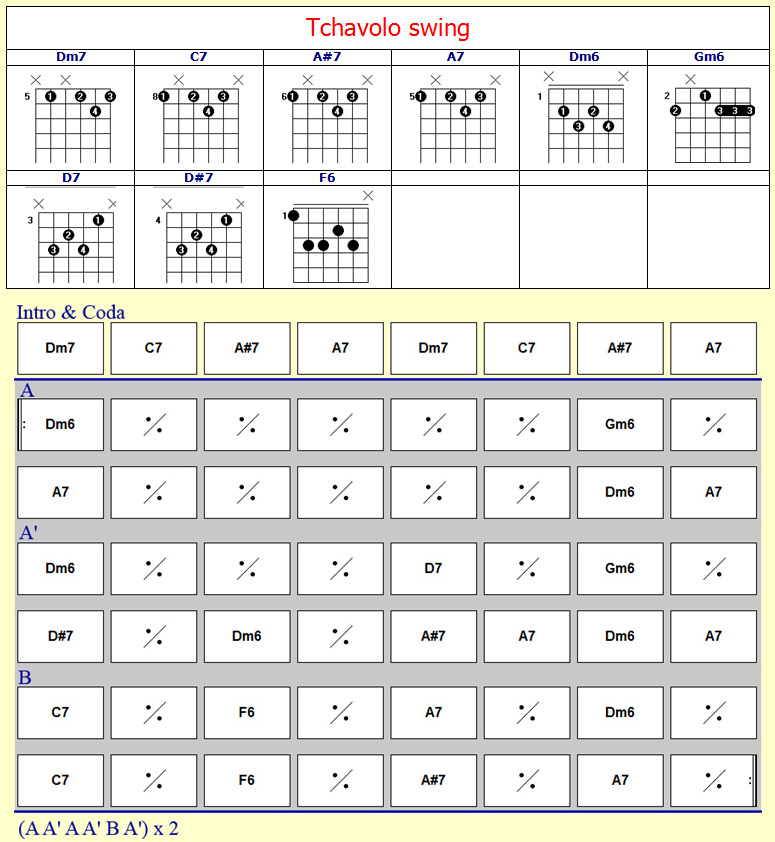 Tchavolo swing
Dm7 C7 A#7 A7 Dm6 Gm6
× × × × × × × × × × ×
5 1 2 3 4 8 1 2 3 4 6 1 2 3 4 5 1 2 3 4 1 1 2 3 4 2 1 2 3 3 3
D7 D#7 F6
× × × × ×
3 1 2 3 4 4 1 2 3 4 1
Intro & Coda
Dm7 C7 A#7 A7 Dm7 C7 A#7 A7
A
: Dm6 ⁒ ⁒ ⁒ ⁒ ⁒ Gm6 ⁒
A7 ⁒ ⁒ ⁒ ⁒ ⁒ Dm6 A7
A'
Dm6 ⁒ ⁒ ⁒ D7 ⁒ Gm6 ⁒
D#7 ⁒ Dm6 ⁒ A#7 A7 Dm6 A7
B
C7 ⁒ F6 ⁒ A7 ⁒ Dm6 ⁒
C7 ⁒ F6 ⁒ A#7 ⁒ A7 ⁒ :
(A A' A A' B A') x 2